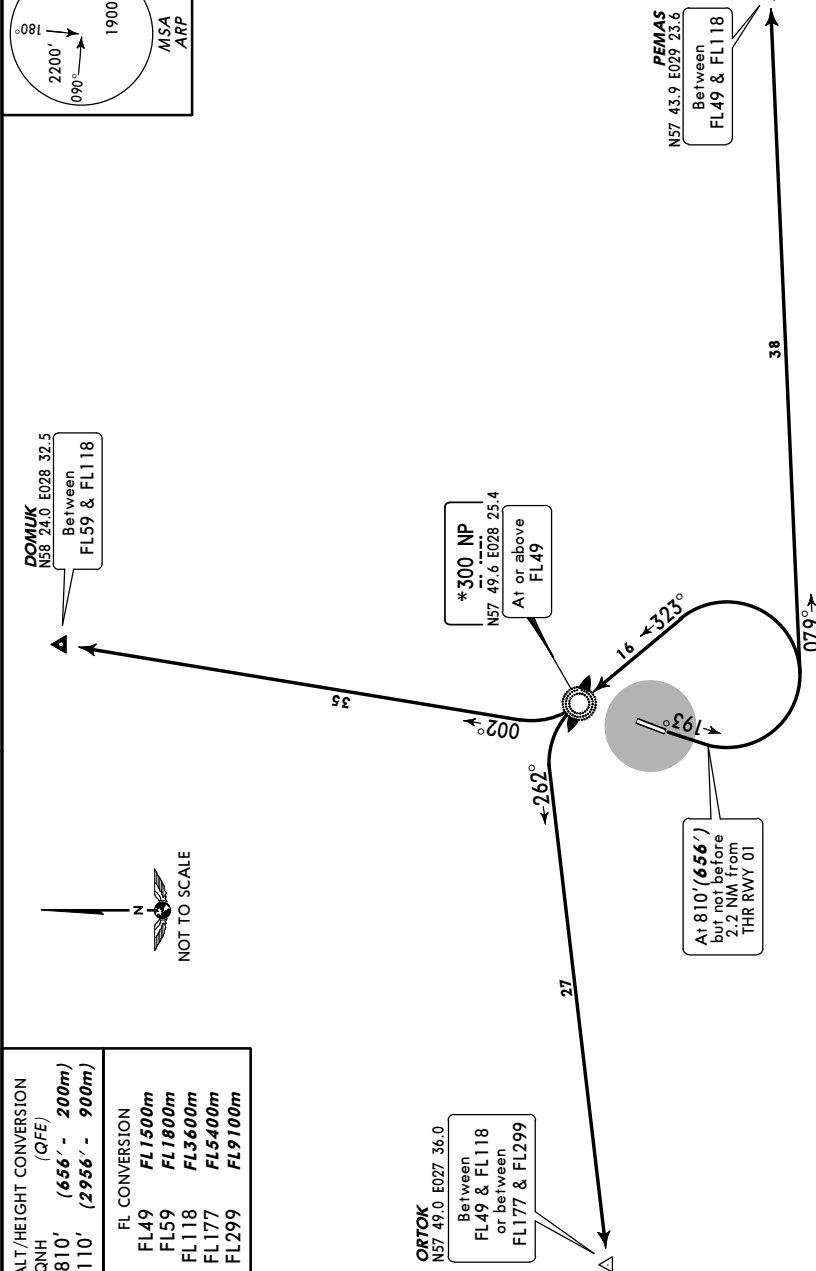 ALT/HEIGHT CONVERSION
QNH (QFE)
810' (656' - 200m)
110' (2956' - 900m)
FL CONVERSION
FL49 FL1500m
FL59 FL1800m
FL118 FL3600m
FL177 FL5400m
FL299 FL9100m
NOT TO SCALE
N
DOMUK
N58 24.0 E028 32.5
Between
FL59 & FL118
180°
2200'
090°
1900
MSA
ARP
35
002°
*300 NP
N57 49.6 E028 25.4
At or above
FL49
262°
27
ORTOK
N57 49.0 E027 36.0
Between
FL49 & FL118
or between
FL177 & FL299
16
323°
193°
At 810' (656')
but not before
2.2 NM from
THR RWY 01
PEMAS
N57 43.9 E029 23.6
Between
FL49 & FL118
38
079°